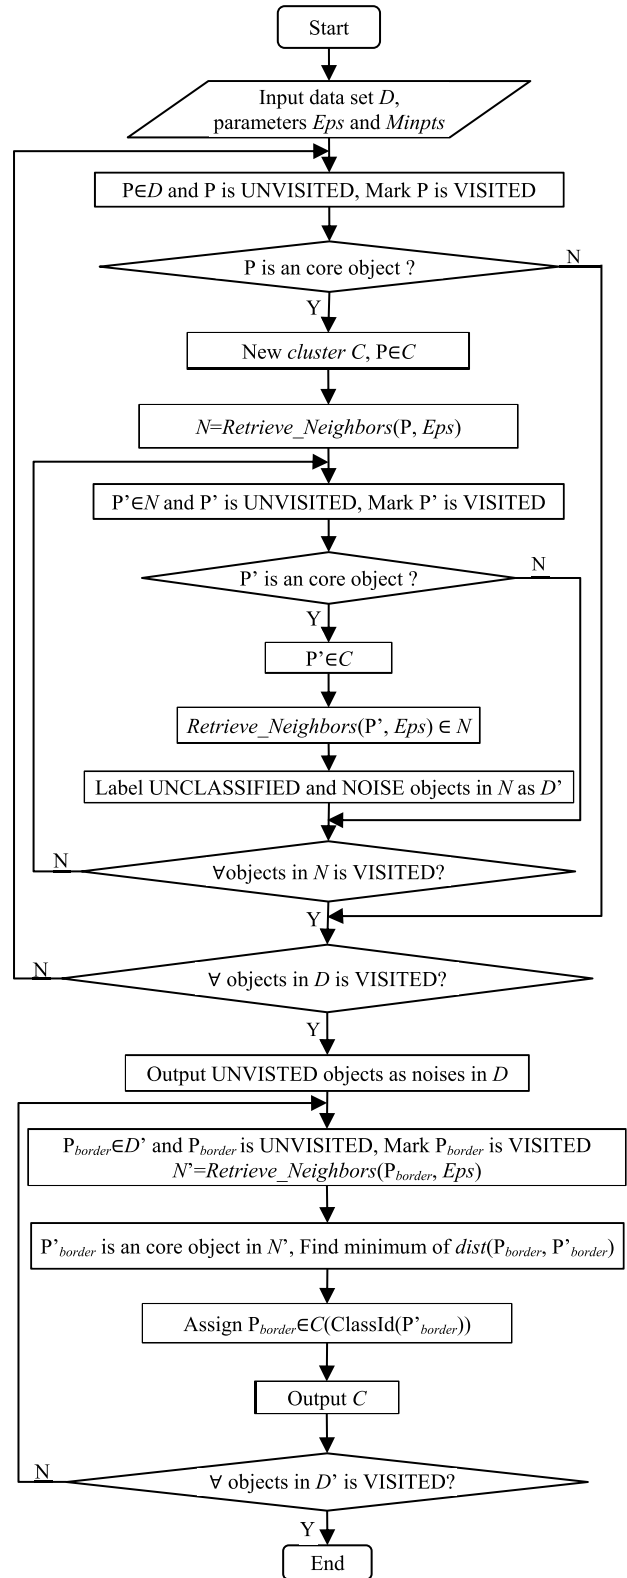 Start
Input data set D,
parameters Eps and Minpts
P∈D and P is UNVISITED, Mark P is VISITED
P is an core object ?
N
Y
New cluster C, P∈C
N=Retrieve_Neighbors(P, Eps)
P’∈N and P’ is UNVISITED, Mark P’ is VISITED
P’ is an core object ?
N
Y
P’∈C
Retrieve_Neighbors(P’, Eps) ∈ N
Label UNCLASSIFIED and NOISE objects in N as D’
∀objects in N is VISITED?
N
Y
∀ objects in D is VISITED?
N
Y
Output UNVISTED objects as noises in D
Pborder∈D’ and Pborder is UNVISITED, Mark Pborder is VISITED
N’=Retrieve_Neighbors(Pborder, Eps)
P’border is an core object in N’, Find minimum of dist(Pborder, P’border)
Assign Pborder∈C(ClassId(P’border))
Output C
∀ objects in D’ is VISITED?
N
Y
End